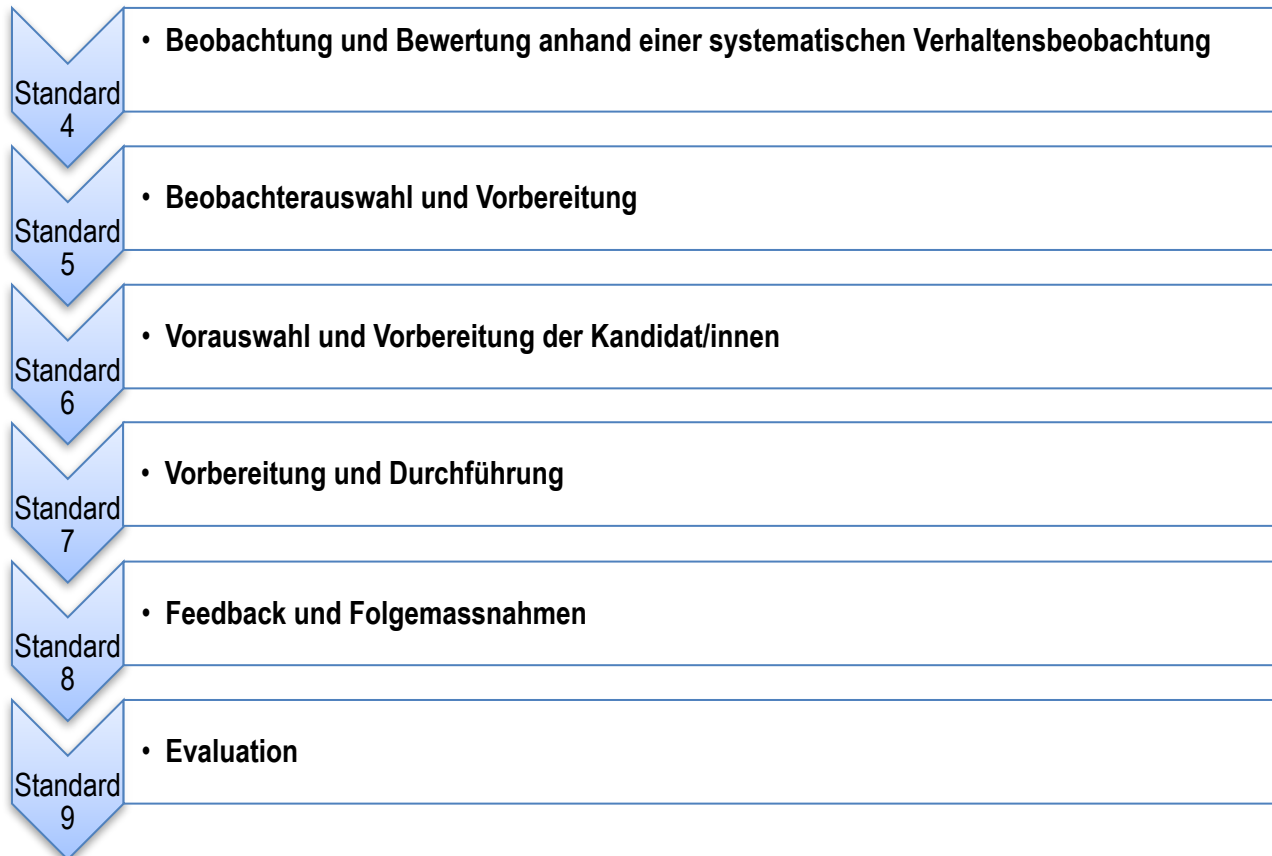 • Beobachtung und Bewertung anhand einer systematischen Verhaltensbeobachtung
Standard
4
• Beobachterauswahl und Vorbereitung
Standard
5
• Vorauswahl und Vorbereitung der Kandidat/innen
Standard
6
• Vorbereitung und Durchführung
Standard
7
• Feedback und Folgemassnahmen
Standard
8
• Evaluation
Standard
9